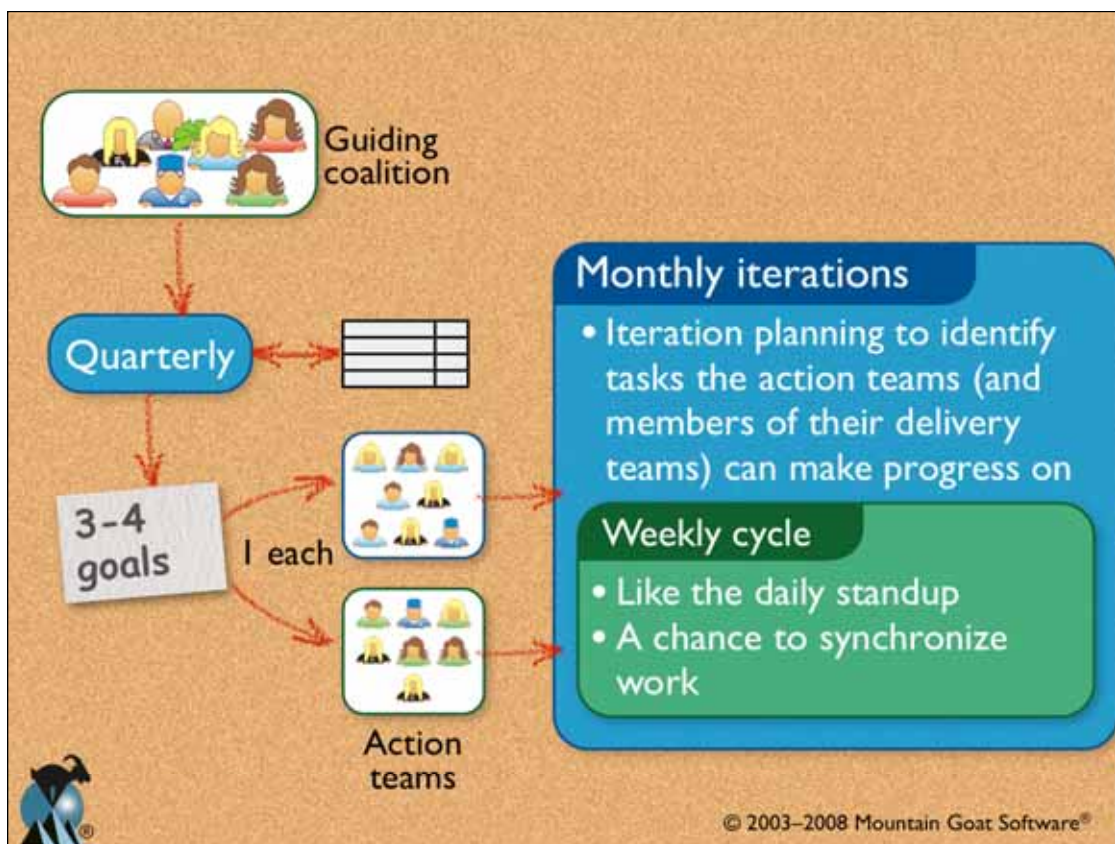 Guiding
coalition
Quarterly
3-4
goals
1 each
Action
teams
Monthly iterations
• Iteration planning to identify
tasks the action teams (and
members of their delivery
teams) can make progress on
Weekly cycle
• Like the daily standup
• A chance to synchronize
work
®
© 2003–2008 Mountain Goat Software®